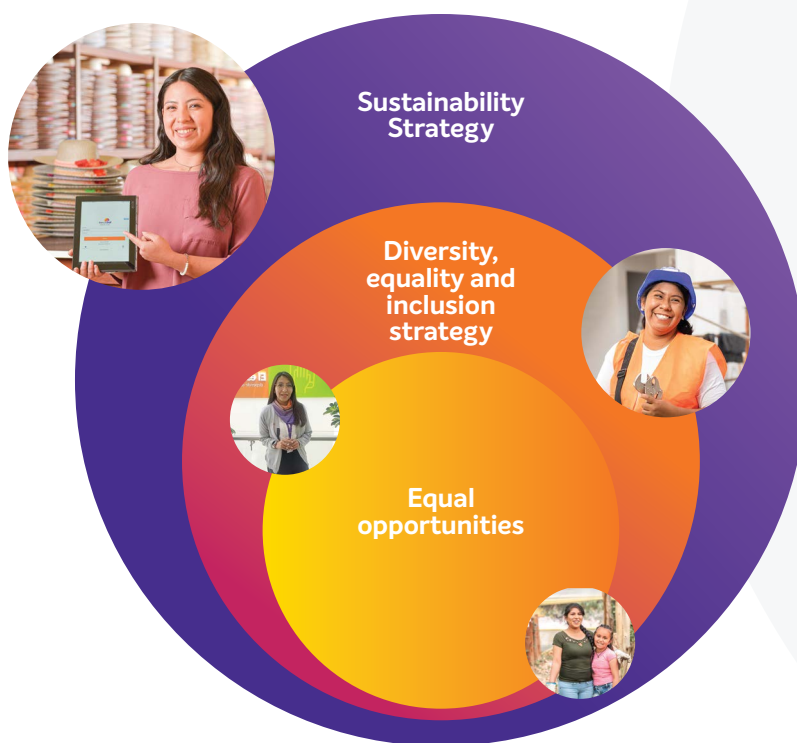 Sustainability
Strategy
Diversity,
equality and
inclusion
strategy
Equal
opportunities